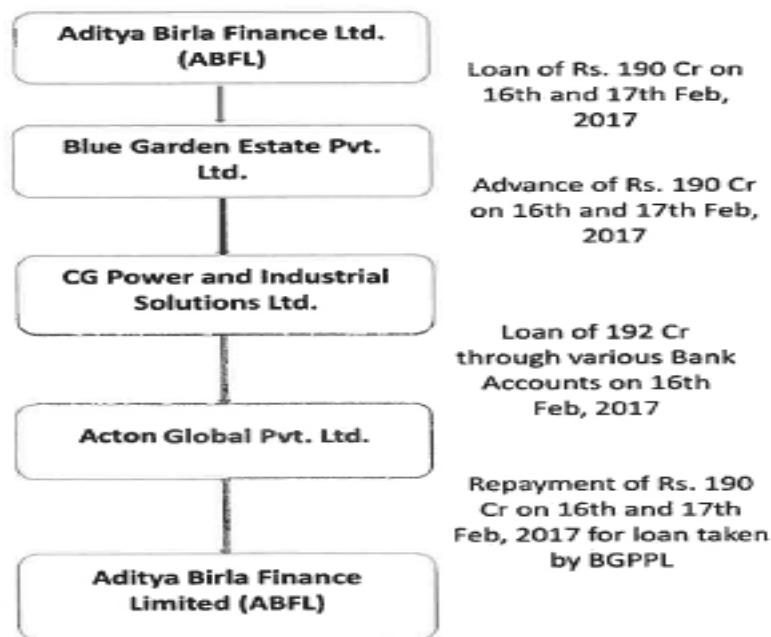 Aditya Birla Finance Ltd.
(ABFL)
Loan of Rs. 190 Cr on
16th and 17th Feb,
2017
Blue Garden Estate Pvt.
Ltd.
Advance of Rs. 190 Cr
on 16th and 17th Feb,
2017
CG Power and Industrial
Solutions Ltd.
Loan of 192 Cr
through various Bank
Accounts on 16th
Feb, 2017
Acton Global Pvt. Ltd.
Repayment of Rs. 190
Cr on 16th and 17th
Feb, 2017 for loan taken
by BGPPL
Aditya Birla Finance
Limited (ABFL)